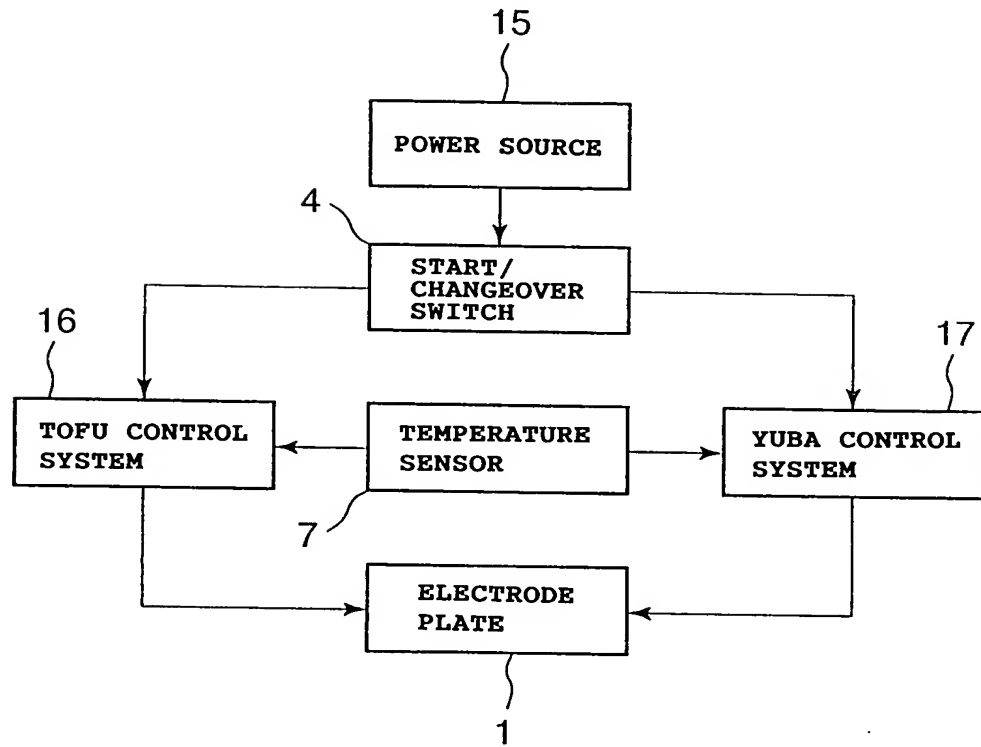 15
POWER SOURCE
4
START/
CHANGEOVER
SWITCH
16
17
TOFU CONTROL
SYSTEM
TEMPERATURE
SENSOR
YUBA CONTROL
SYSTEM
7
ELECTRODE
PLATE
1